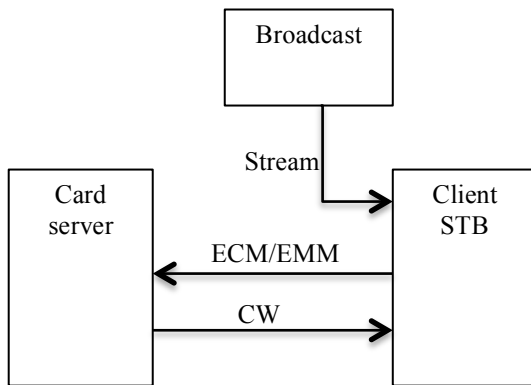 Broadcast
Stream
Card
server
Client
STB
ECM/EMM
CW